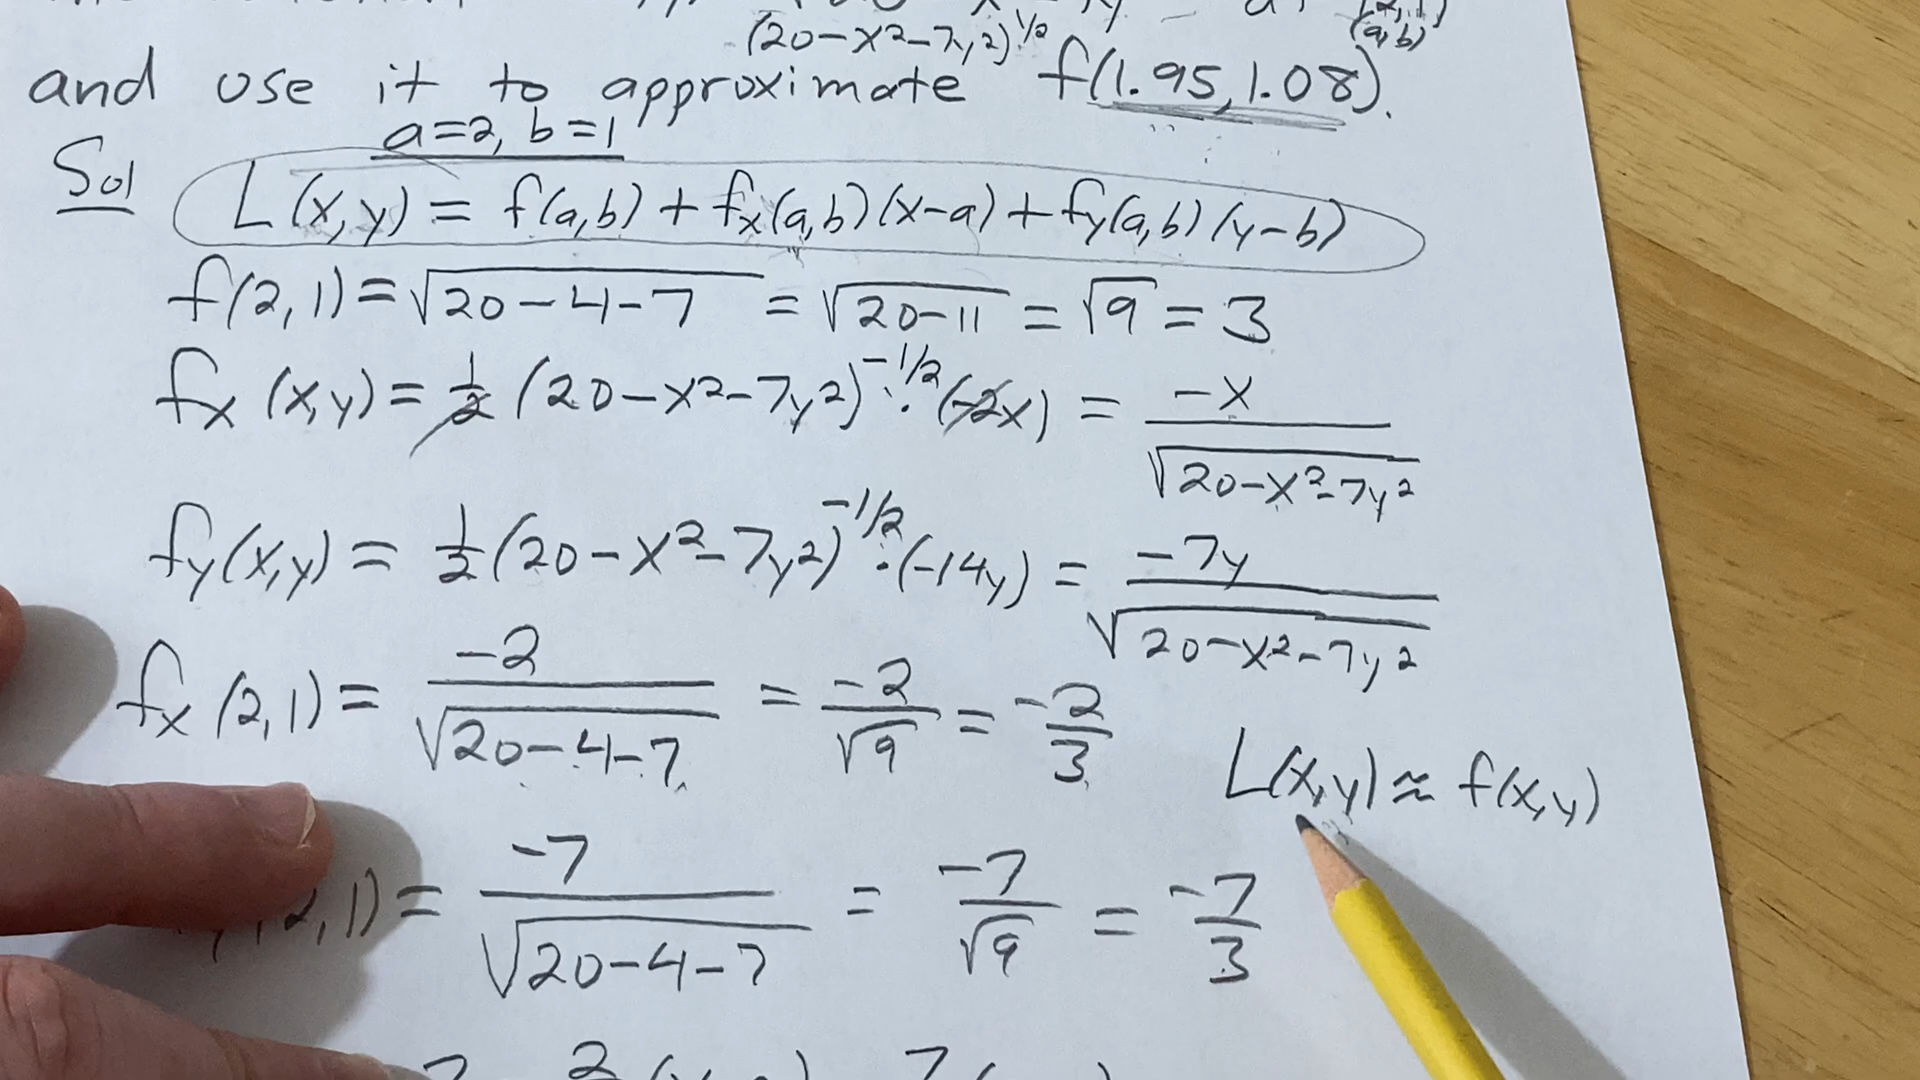 (20-x²-7y²)^1/2 (a,b)
and use it to approximate f(1.95,1.08).
a=2, b=1
Sol L(x,y) = f(a,b) + fx(a,b)(x-a) + fy(a,b)(y-b)
f(2,1) = √20-4-7 = √20-11 = √9 = 3
fx(x,y) = 1/2 (20-x²-7y²)^-1/2 · (-2x) = -x/√20-x²-7y²
fy(x,y) = 1/2 (20-x²-7y²)^-1/2 · (-14y) = -7y/√20-x²-7y²
fx(2,1) = -2/√20-4-7 = -2/√9 = -2/3
L(x,y) ≈ f(x,y)
2,1) = -7/√20-4-7 = -7/√9 = -7/3